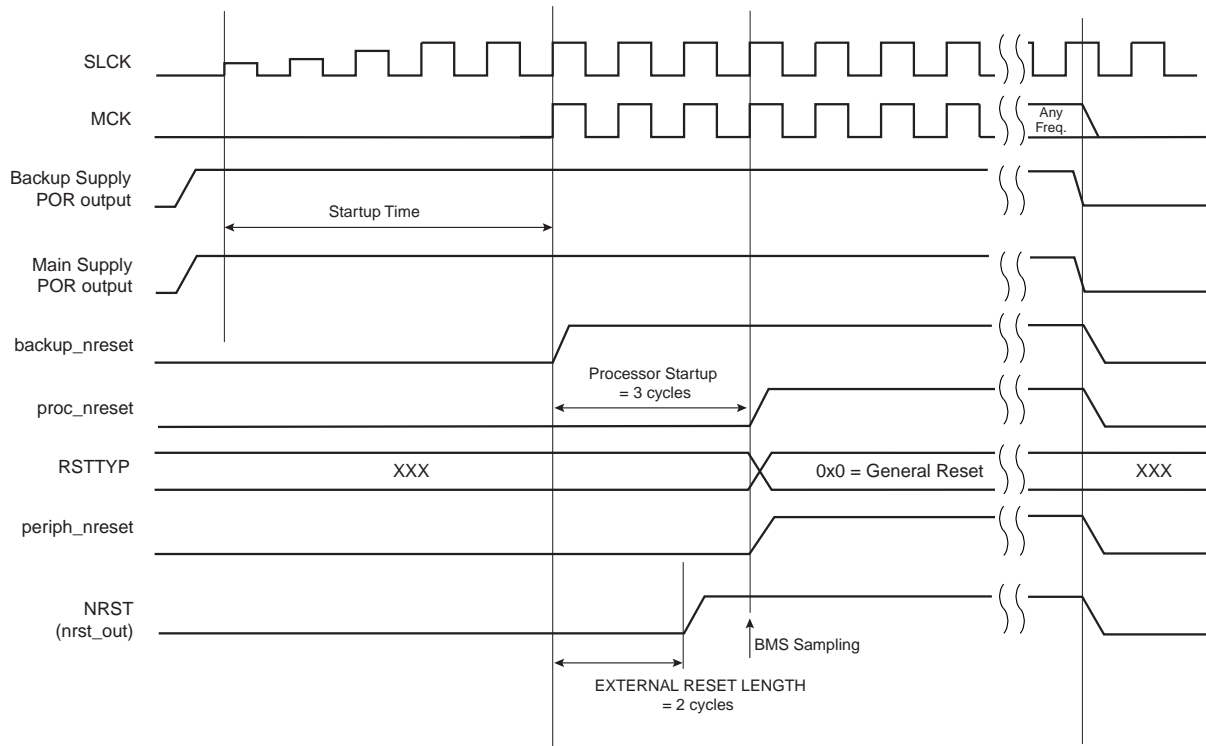 SLCK
MCK
Any
Freq.
Backup Supply
POR output
Startup Time
Main Supply
POR output
backup_nreset
Processor Startup
= 3 cycles
proc_nreset
RSTTYP
XXX
0x0 = General Reset
XXX
periph_nreset
NRST
(nrst_out)
BMS Sampling
EXTERNAL RESET LENGTH
= 2 cycles